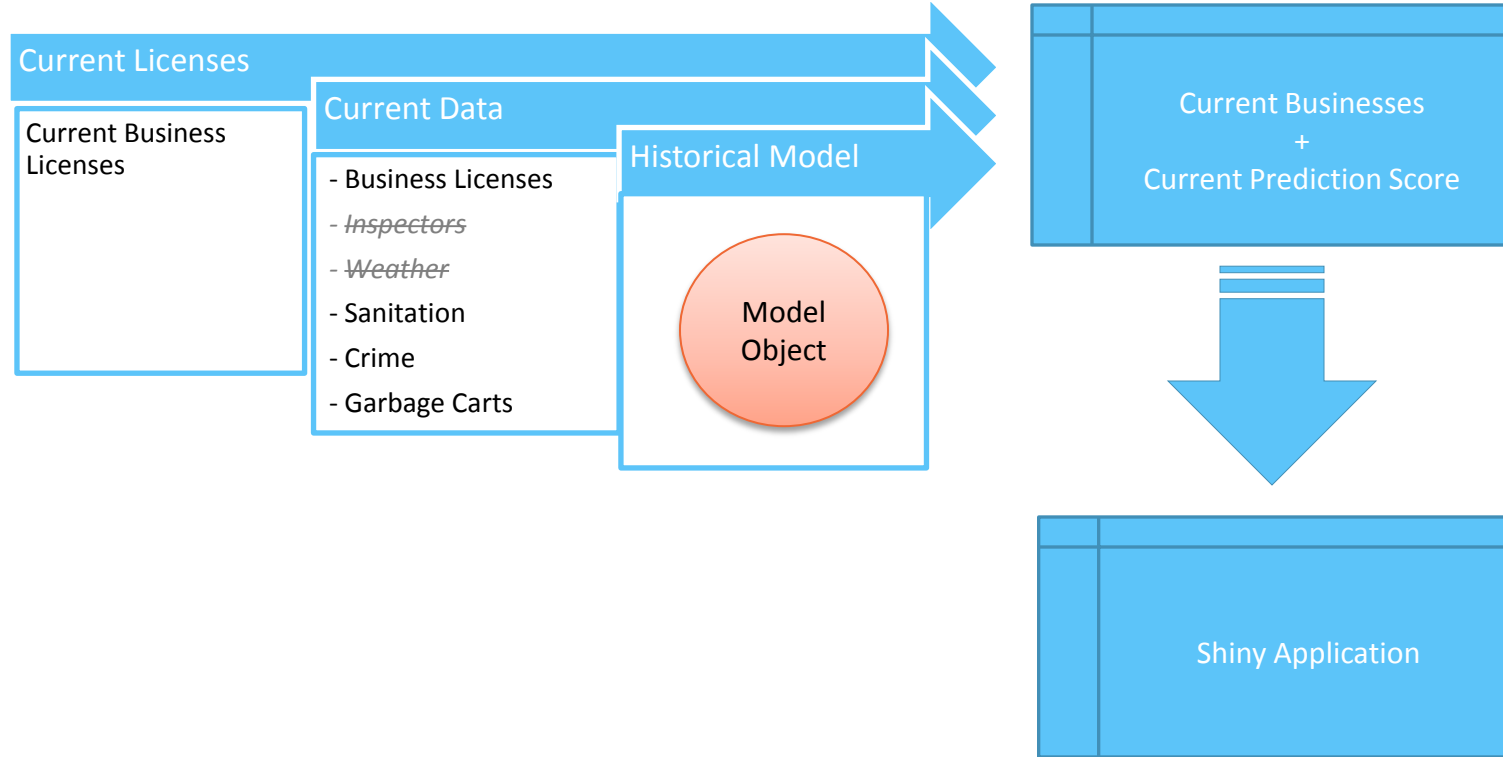 Current Licenses
Current Business
Licenses
Current Data
- Business Licenses
- Inspectors
- Weather
- Sanitation
- Crime
- Garbage Carts
Historical Model
Model
Object
Current Businesses
+
Current Prediction Score
Shiny Application